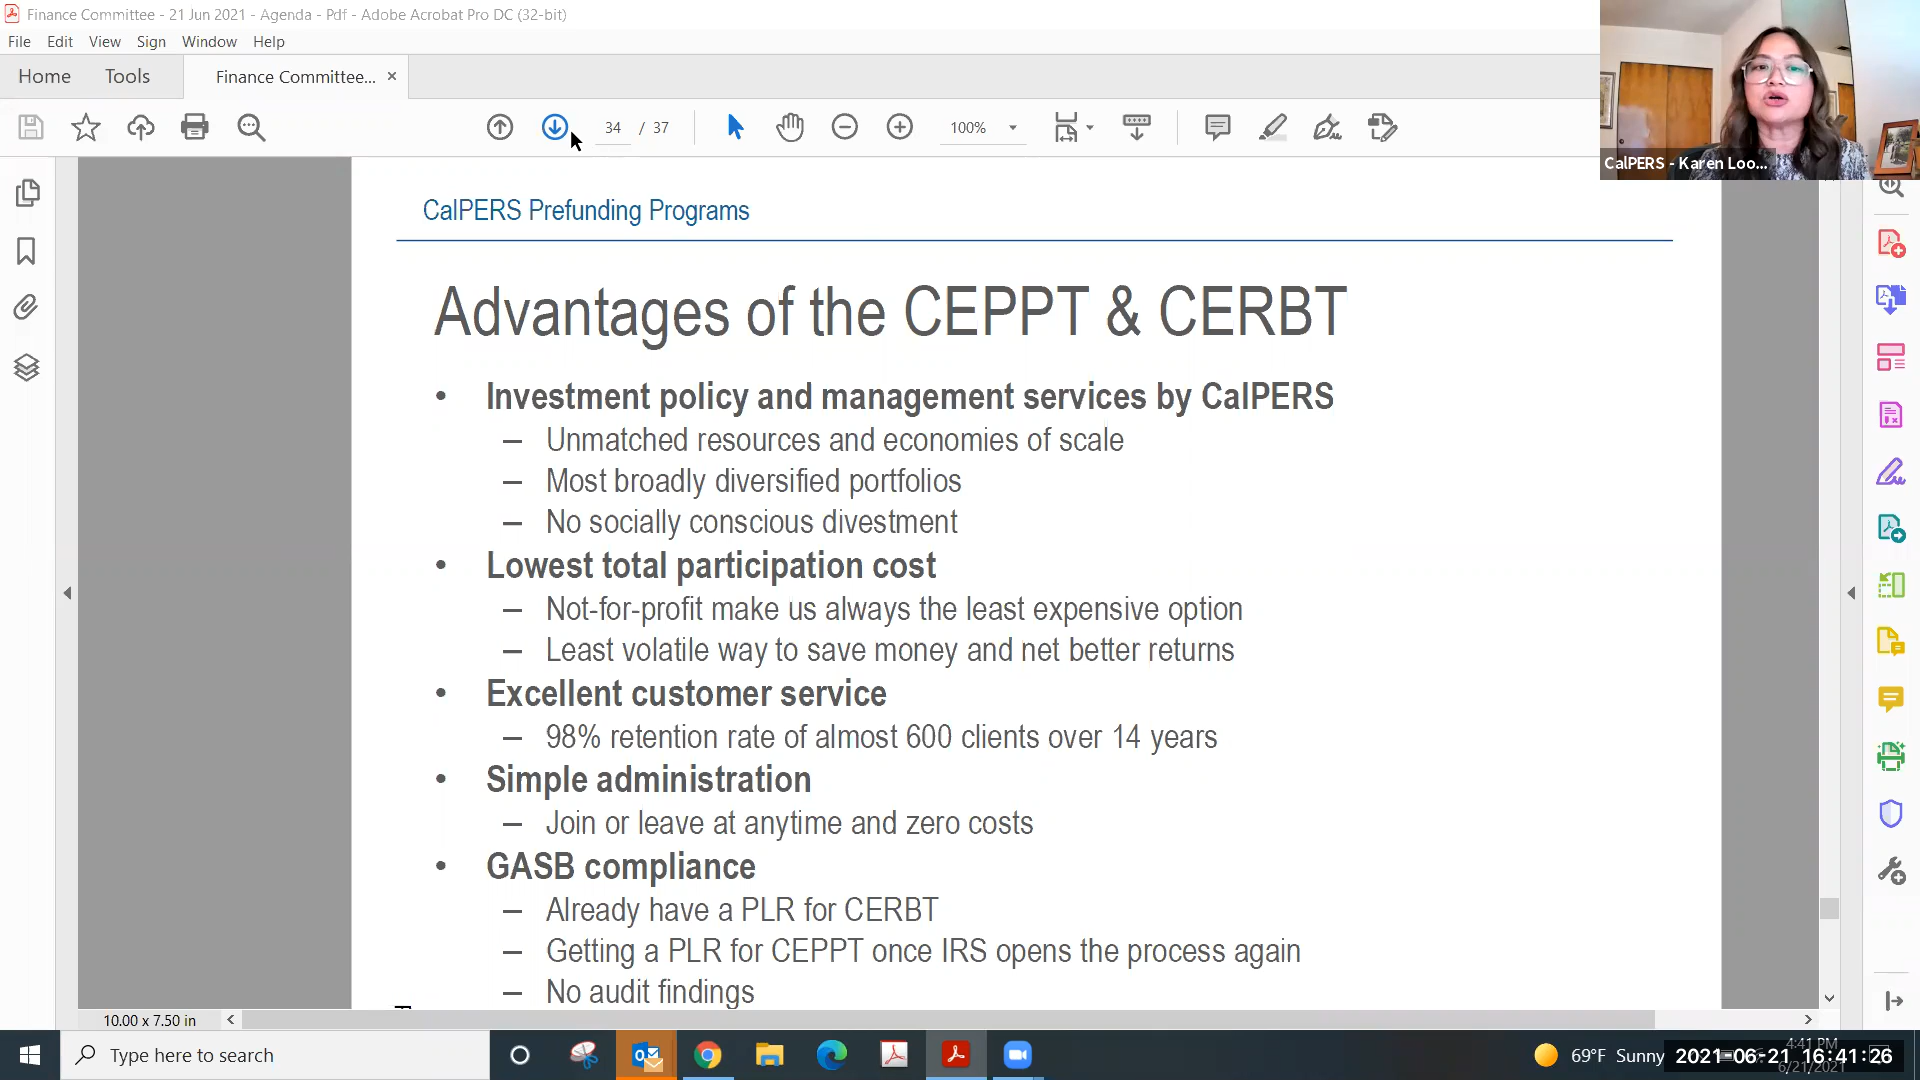 Finance Committee - 21 Jun 2021 - Agenda - Pdf - Adobe Acrobat Pro DC (32-bit)
File Edit View Sign Window Help
Home Tools Finance Committee... ×
34 / 37 100%
CalPERS - Karen Loo...
CalPERS Prefunding Programs
Advantages of the CEPPT & CERBT
• Investment policy and management services by CalPERS
– Unmatched resources and economies of scale
– Most broadly diversified portfolios
– No socially conscious divestment
• Lowest total participation cost
– Not-for-profit make us always the least expensive option
– Least volatile way to save money and net better returns
• Excellent customer service
– 98% retention rate of almost 600 clients over 14 years
• Simple administration
– Join or leave at anytime and zero costs
• GASB compliance
– Already have a PLR for CERBT
– Getting a PLR for CEPPT once IRS opens the process again
– No audit findings
10.00 x 7.50 in
Type here to search
69°F Sunny
4:41 PM
2021-06-21 16:41:26
6/21/2021